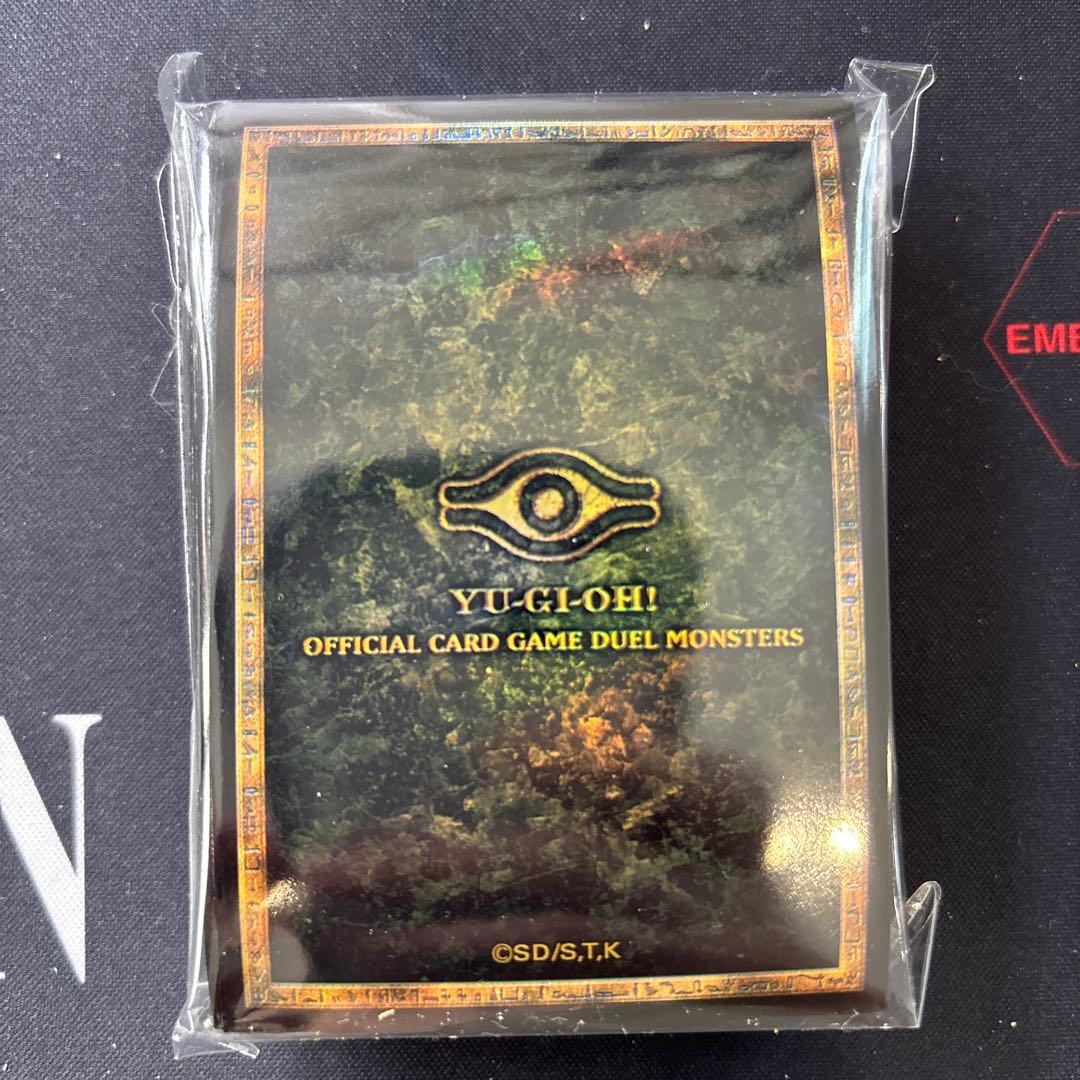 YU-GI-OH!
OFFICIAL CARD GAME DUEL MONSTERS
©SD/S,T,K
EME
N